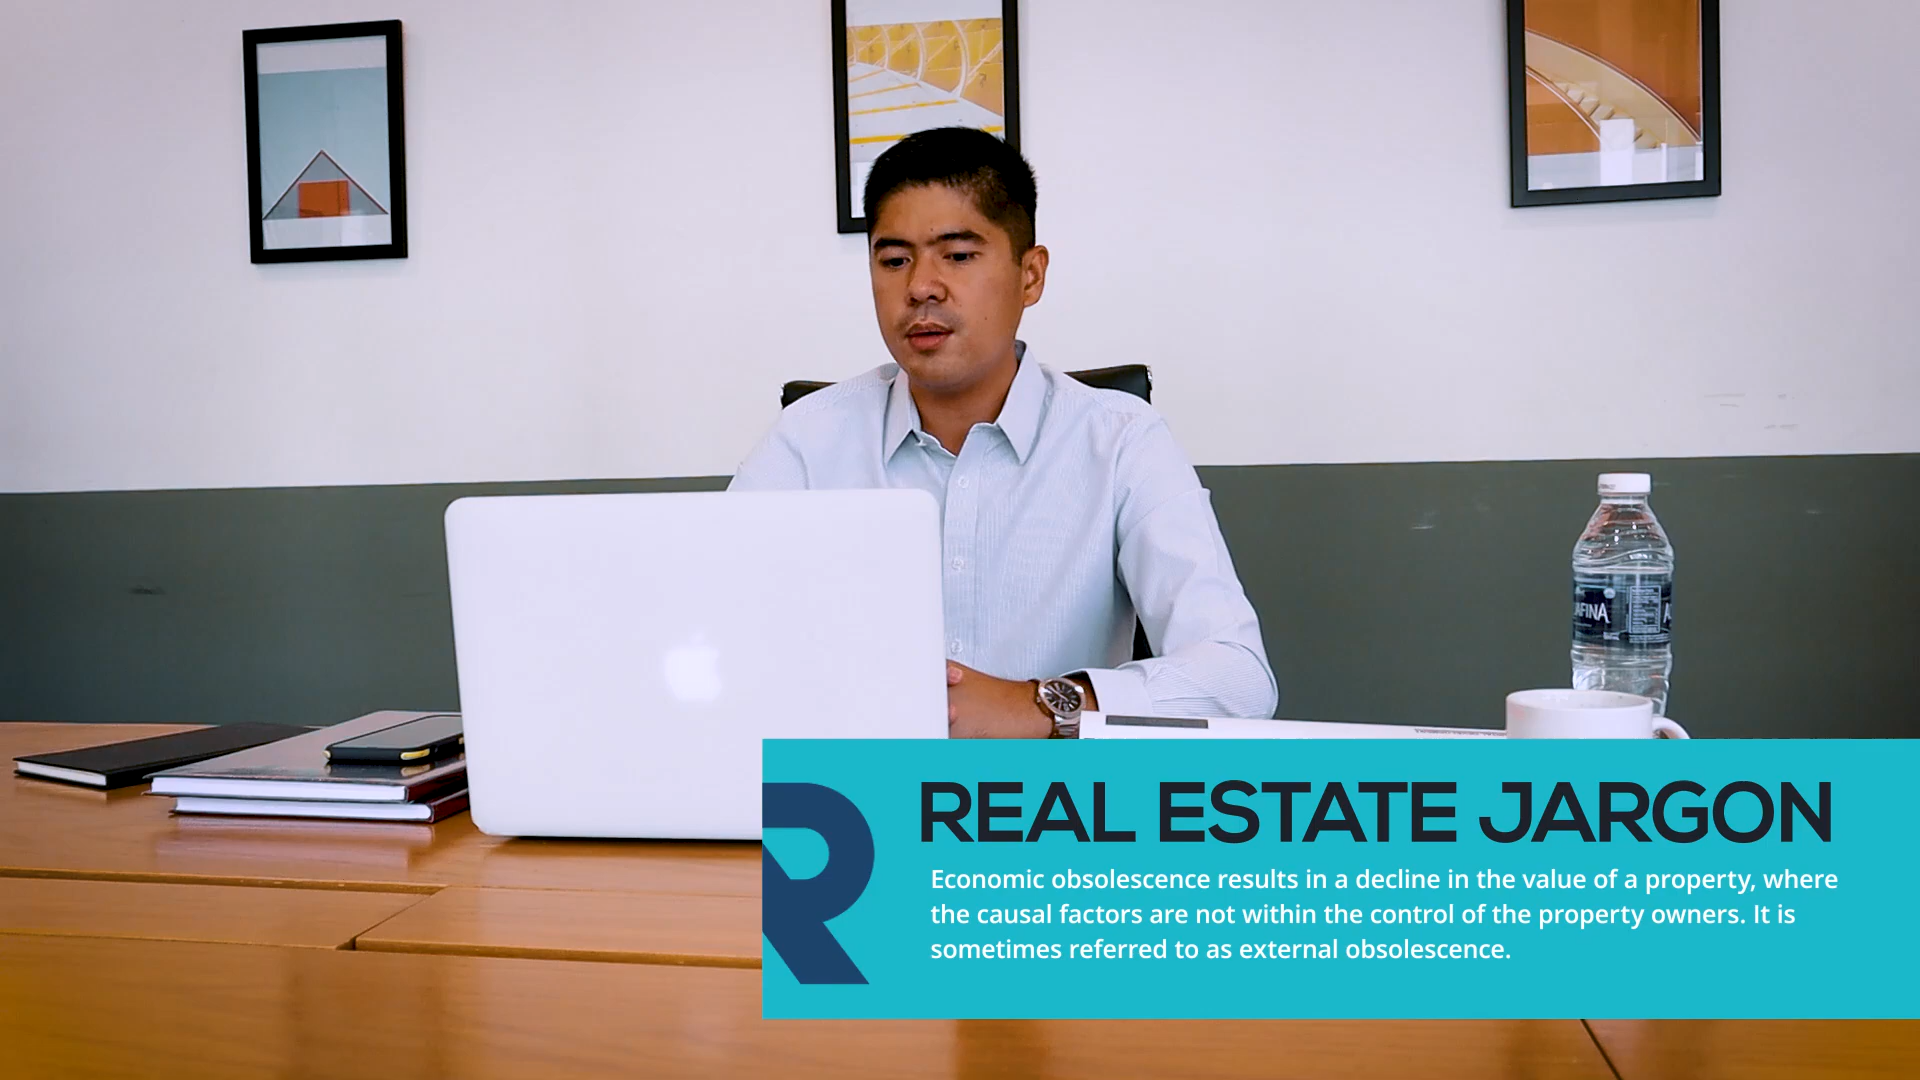 AFINA
REAL ESTATE JARGON
Economic obsolescence results in a decline in the value of a property, where
the causal factors are not within the control of the property owners. It is
sometimes referred to as external obsolescence.